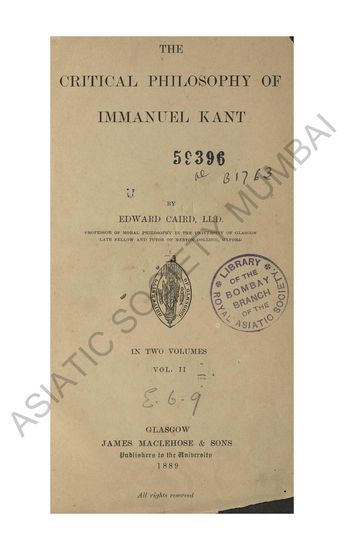 THE
CRITICAL PHILOSOPHY OF
IMMANUEL KANT
59396
B1763
BY
EDWARD CAIRD, LL.D.
PROFESSOR OF MORAL PHILOSOPHY IN THE UNIVERSITY OF GLASGOW
LATE FELLOW AND TUTOR OF MERTON COLLEGE, OXFORD
LIBRARY
OF THE
BOMBAY
BRANCH
OF THE
ROYAL ASIATIC SOCIETY.
IN TWO VOLUMES
VOL. II
E.6.9
GLASGOW
JAMES MACLEHOSE & SONS
Publishers to the University
1889
All rights reserved
ASIATIC SOCIETY MUMBAI